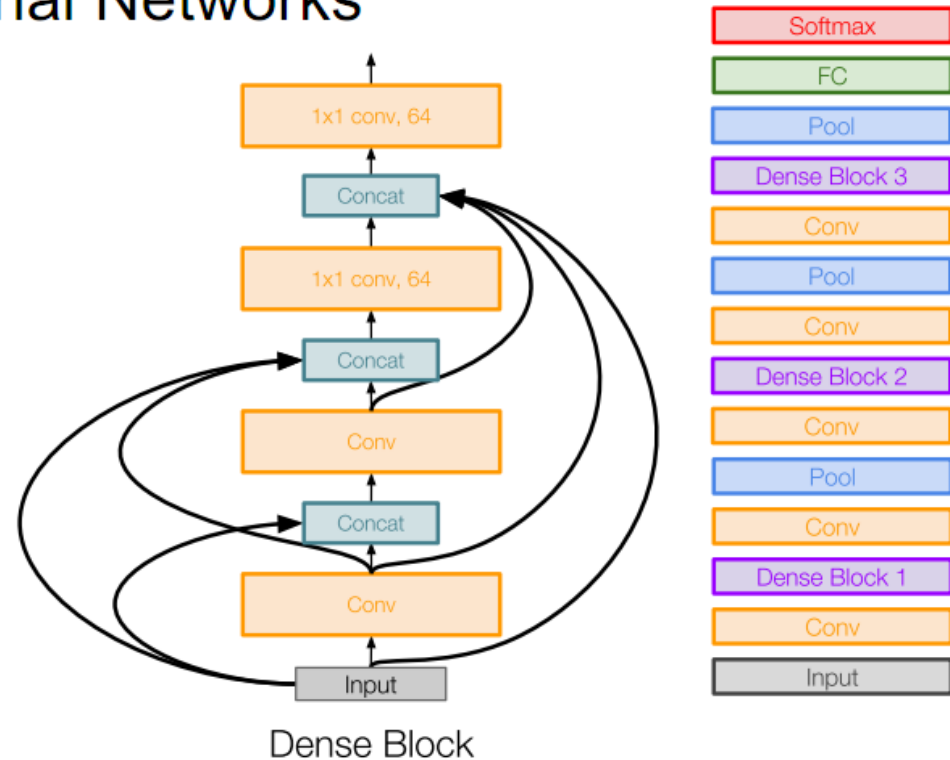 Networks
1x1 conv, 64
Concat
1x1 conv, 64
Concat
Conv
Concat
Conv
Input
Dense Block
Softmax
FC
Pool
Dense Block 3
Conv
Pool
Conv
Dense Block 2
Conv
Pool
Conv
Dense Block 1
Conv
Input